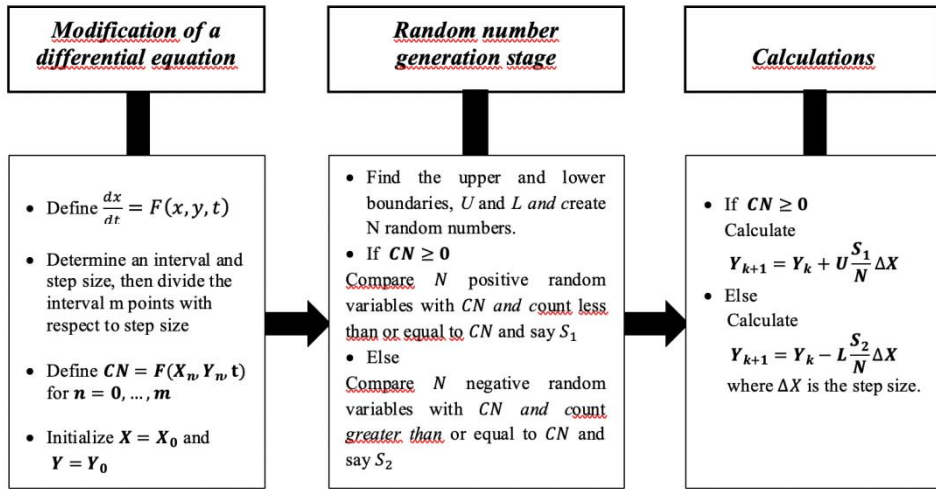 Modification of a
differential equation
• Define dx/dt = F(x, y, t)
• Determine an interval and
step size, then divide the
interval m points with
respect to step size
• Define CN = F(Xₙ, Yₙ, t)
for n = 0, ..., m
• Initialize X = X₀ and
Y = Y₀
Random number
generation stage
• Find the upper and lower
boundaries, U and L and create
N random numbers.
• If CN ≥ 0
Compare N positive random
variables with CN and count less
than or equal to CN and say S₁
• Else
Compare N negative random
variables with CN and count
greater than or equal to CN and
say S₂
Calculations
• If CN ≥ 0
Calculate
Yₖ₊₁ = Yₖ + U S₁/N ΔX
• Else
Calculate
Yₖ₊₁ = Yₖ − L S₂/N ΔX
where ΔX is the step size.